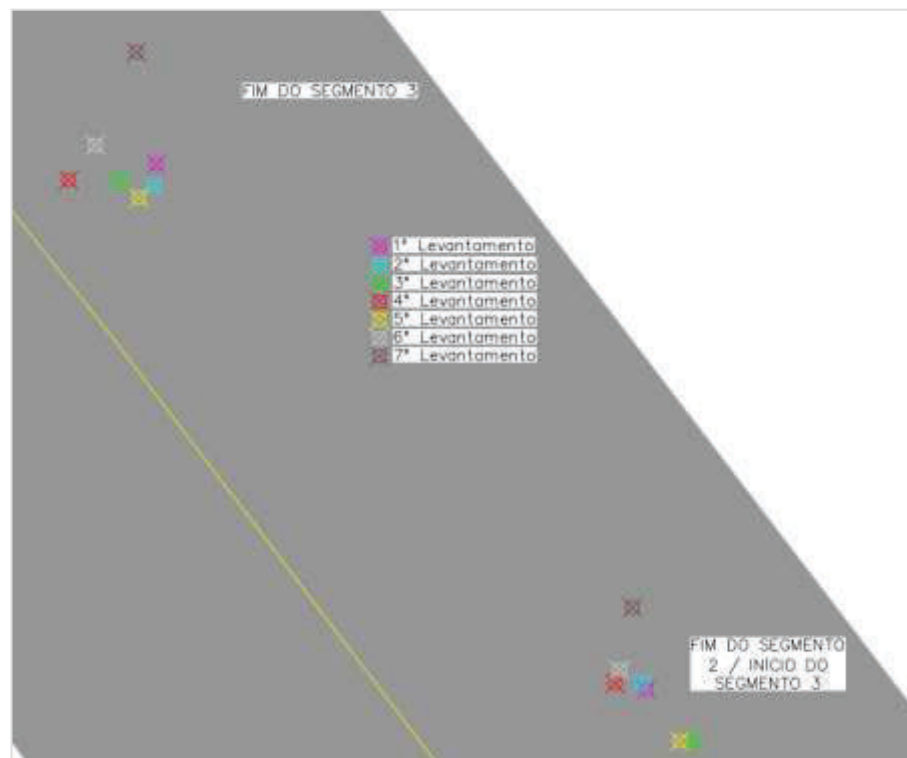 FIM DO SEGMENTO 3
1° Levantamento
2° Levantamento
3° Levantamento
4° Levantamento
5° Levantamento
6° Levantamento
7° Levantamento
FIM DO SEGMENTO
2 / INÍCIO DO
SEGMENTO 3